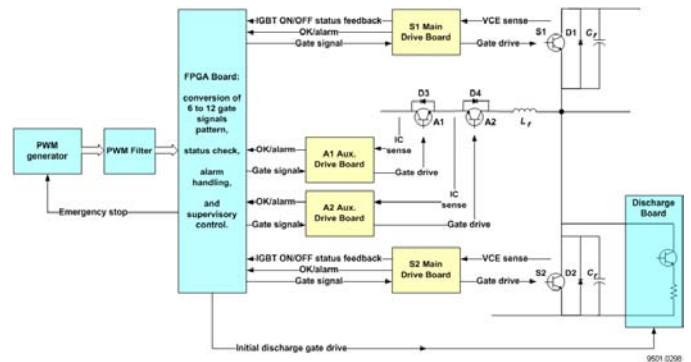 IGBT ON/OFF status feedback
OK/alarm
Gate signal
S1 Main
Drive Board
VCE sense
Gate drive
S1
D1
Cr
FPGA Board:
conversion of
6 to 12 gate
signals
pattern,
status check,
alarm
handling,
and
supervisory
control.
PWM
generator
PWM Filter
Emergency stop
D3
D4
A1
A2
Lr
IC
sense
OK/alarm
Gate signal
A1 Aux.
Drive Board
Gate drive
IC
sense
OK/alarm
Gate signal
A2 Aux.
Drive Board
Gate drive
Discharge
Board
IGBT ON/OFF status feedback
OK/alarm
Gate signal
S2 Main
Drive Board
VCE sense
Gate drive
S2
D2
Cr
Initial discharge gate drive
9501.0298